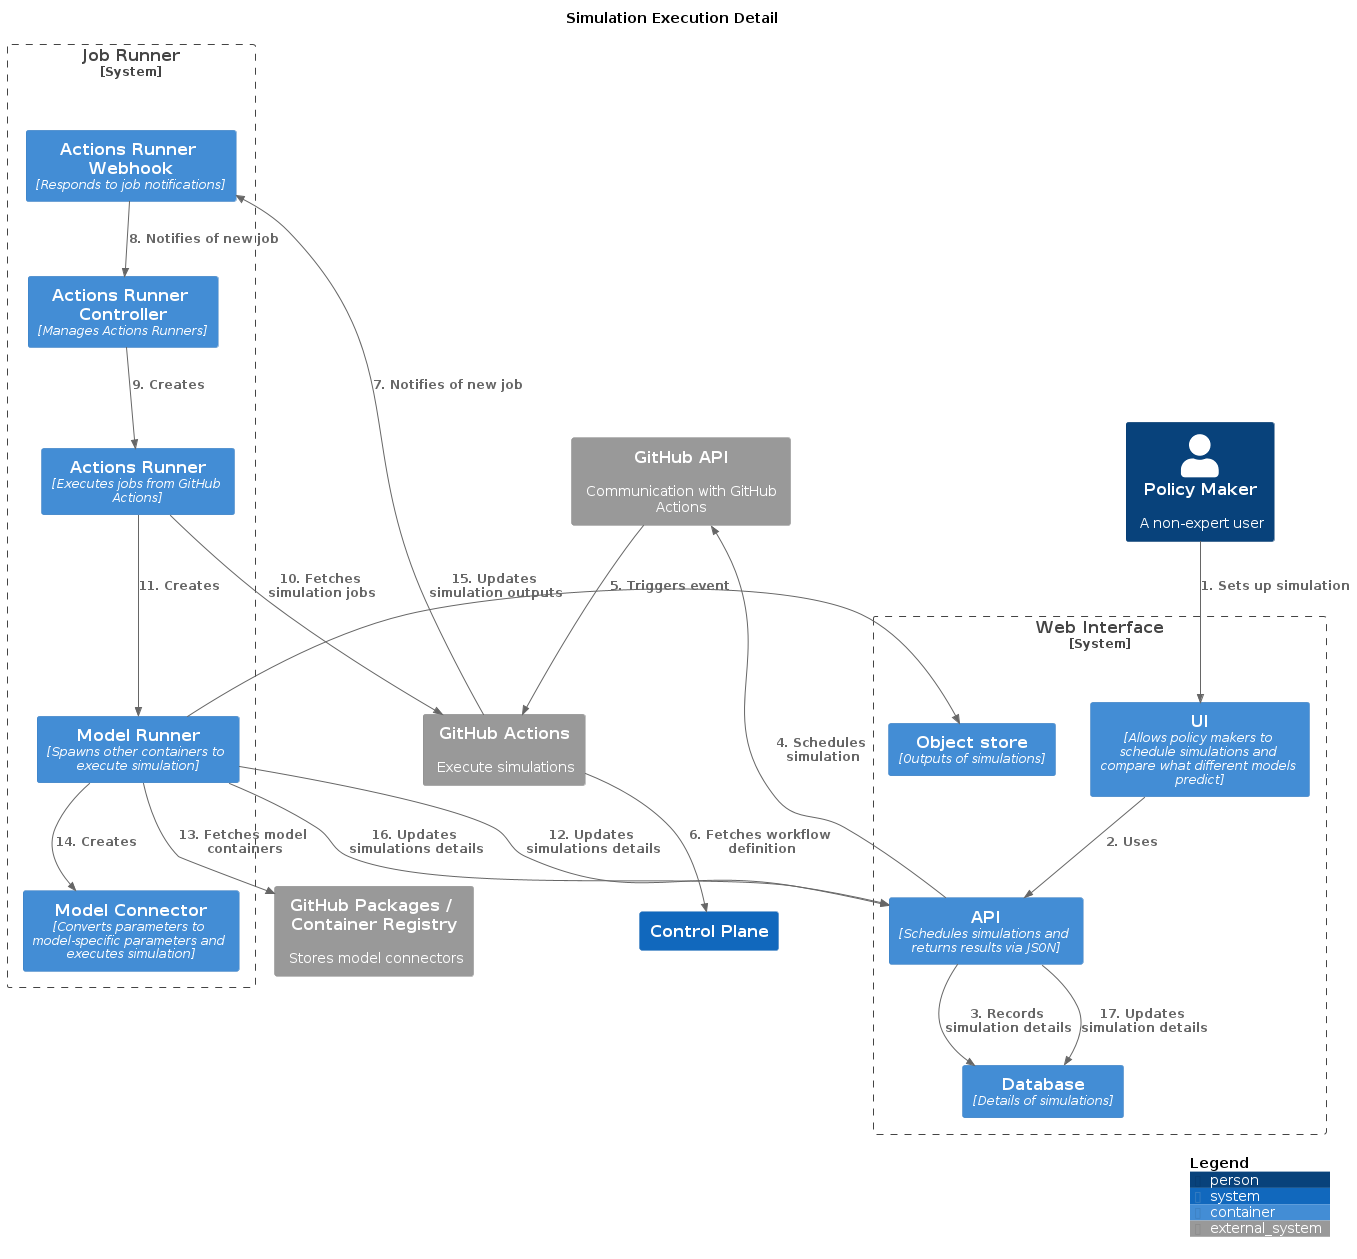 Simulation Execution Detail
Job Runner
[System]
Actions Runner
Webhook
[Responds to job notifications]
8. Notifies of new job
Actions Runner
Controller
[Manages Actions Runners]
9. Creates
7. Notifies of new job
Actions Runner
[Executes jobs from GitHub
Actions]
GitHub API
Communication with GitHub
Actions
Policy Maker
A non-expert user
11. Creates
10. Fetches
simulation jobs
15. Updates
simulation outputs
5. Triggers event
1. Sets up simulation
Web Interface
[System]
Model Runner
[Spawns other containers to
execute simulation]
GitHub Actions
Execute simulations
4. Schedules
simulation
Object store
[Outputs of simulations]
UI
[Allows policy makers to
schedule simulations and
compare what different models
predict]
14. Creates
13. Fetches model
containers
16. Updates
simulations details
12. Updates
simulations details
6. Fetches workflow
definition
2. Uses
Model Connector
[Converts parameters to
model-specific parameters and
executes simulation]
GitHub Packages /
Container Registry
Stores model connectors
Control Plane
API
[Schedules simulations and
returns results via JSON]
3. Records
simulation details
17. Updates
simulation details
Database
[Details of simulations]
Legend
person
system
container
external_system